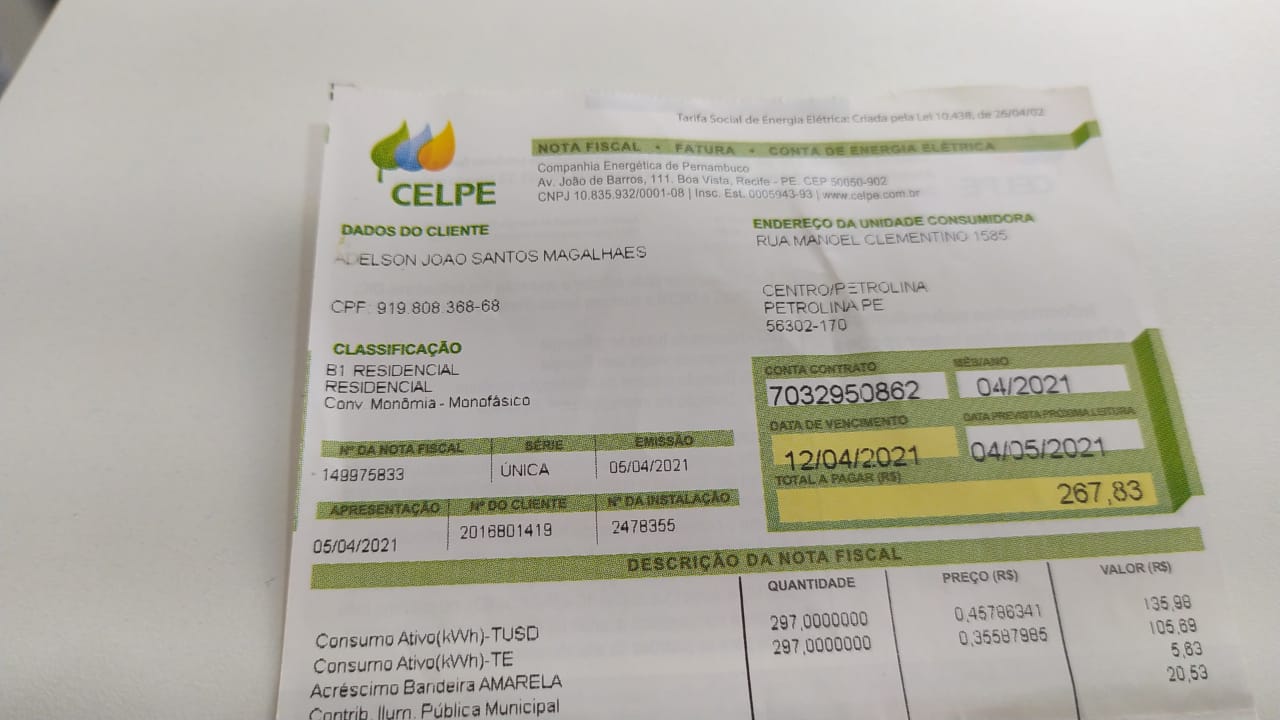 Tarifa Social de Energia Elétrica: Criada pela Lei 10.438, de 26/04/02
CELPE
NOTA FISCAL • FATURA • CONTA DE ENERGIA ELÉTRICA
Companhia Energética de Pernambuco
Av. João de Barros, 111. Boa Vista, Recife - PE. CEP 50050-902
CNPJ 10.835.932/0001-08 | Insc. Est. 0005943-93 | www.celpe.com.br
DADOS DO CLIENTE
ADELSON JOAO SANTOS MAGALHAES
CPF: 919.808.368-68
ENDEREÇO DA UNIDADE CONSUMIDORA
RUA MANOEL CLEMENTINO 1585
CENTRO/PETROLINA
PETROLINA PE
56302-170
CLASSIFICAÇÃO
B1 RESIDENCIAL
RESIDENCIAL
Conv. Monômia - Monofásico
CONTA CONTRATO MÊS/ANO
7032950862 04/2021
DATA DE VENCIMENTO DATA PREVISTA PRÓXIMA LEITURA
12/04/2021 04/05/2021
TOTAL A PAGAR (R$)
267,83
Nº DA NOTA FISCAL SÉRIE EMISSÃO
149975833 ÚNICA 05/04/2021
APRESENTAÇÃO Nº DO CLIENTE Nº DA INSTALAÇÃO
05/04/2021 2016801419 2478355
DESCRIÇÃO DA NOTA FISCAL
QUANTIDADE PREÇO (R$) VALOR (R$)
Consumo Ativo(kWh)-TUSD 297,0000000 0,45786341 135,98
Consumo Ativo(kWh)-TE 297,0000000 0,35587985 105,69
Acréscimo Bandeira AMARELA 5,63
Contrib. Ilum. Pública Municipal 20,53